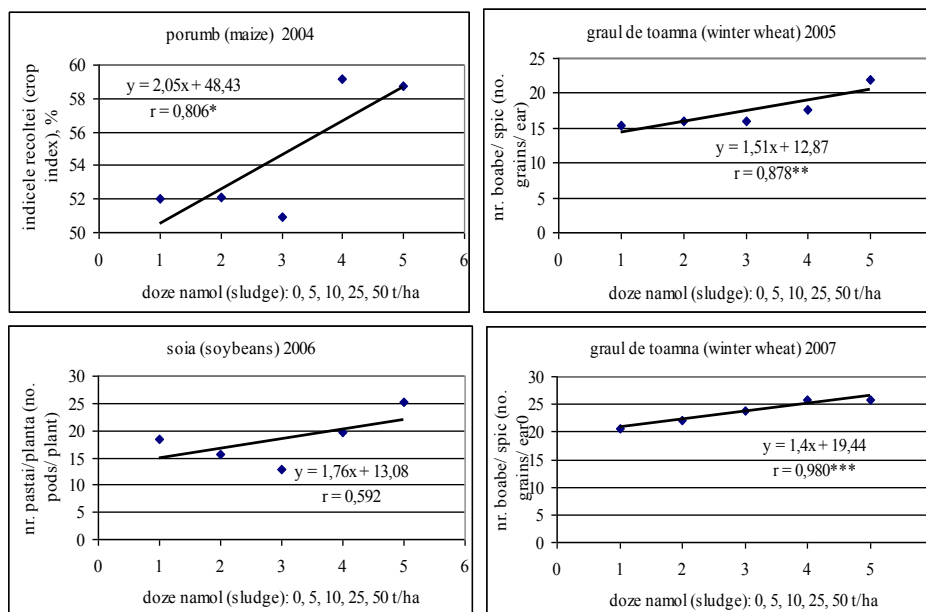 porumb (maize) 2004
indicele recoltei (crop
index), %
60
58
56
54
52
50
y = 2,05x + 48,43
r = 0,806*
0 1 2 3 4 5 6
doze namol (sludge): 0, 5, 10, 25, 50 t/ha
graul de toamna (winter wheat) 2005
nr. boabe/ spic (no.
grains/ ear)
25
20
15
10
5
0
y = 1,51x + 12,87
r = 0,878**
0 1 2 3 4 5
doze namol (sludge): 0, 5, 10, 25, 50 t/ha
soia (soybeans) 2006
nr. pastai/planta (no.
pods/ plant)
30
25
20
15
10
5
0
y = 1,76x + 13,08
r = 0,592
0 1 2 3 4 5 6
doze namol (sludge): 0, 5, 10, 25, 50 t/ha
graul de toamna (winter wheat) 2007
nr. boabe/ spic (no.
grains/ ear0
30
25
20
15
10
5
0
y = 1,4x + 19,44
r = 0,980***
0 1 2 3 4 5
doze namol (sludge): 0, 5, 10, 25, 50 t/ha